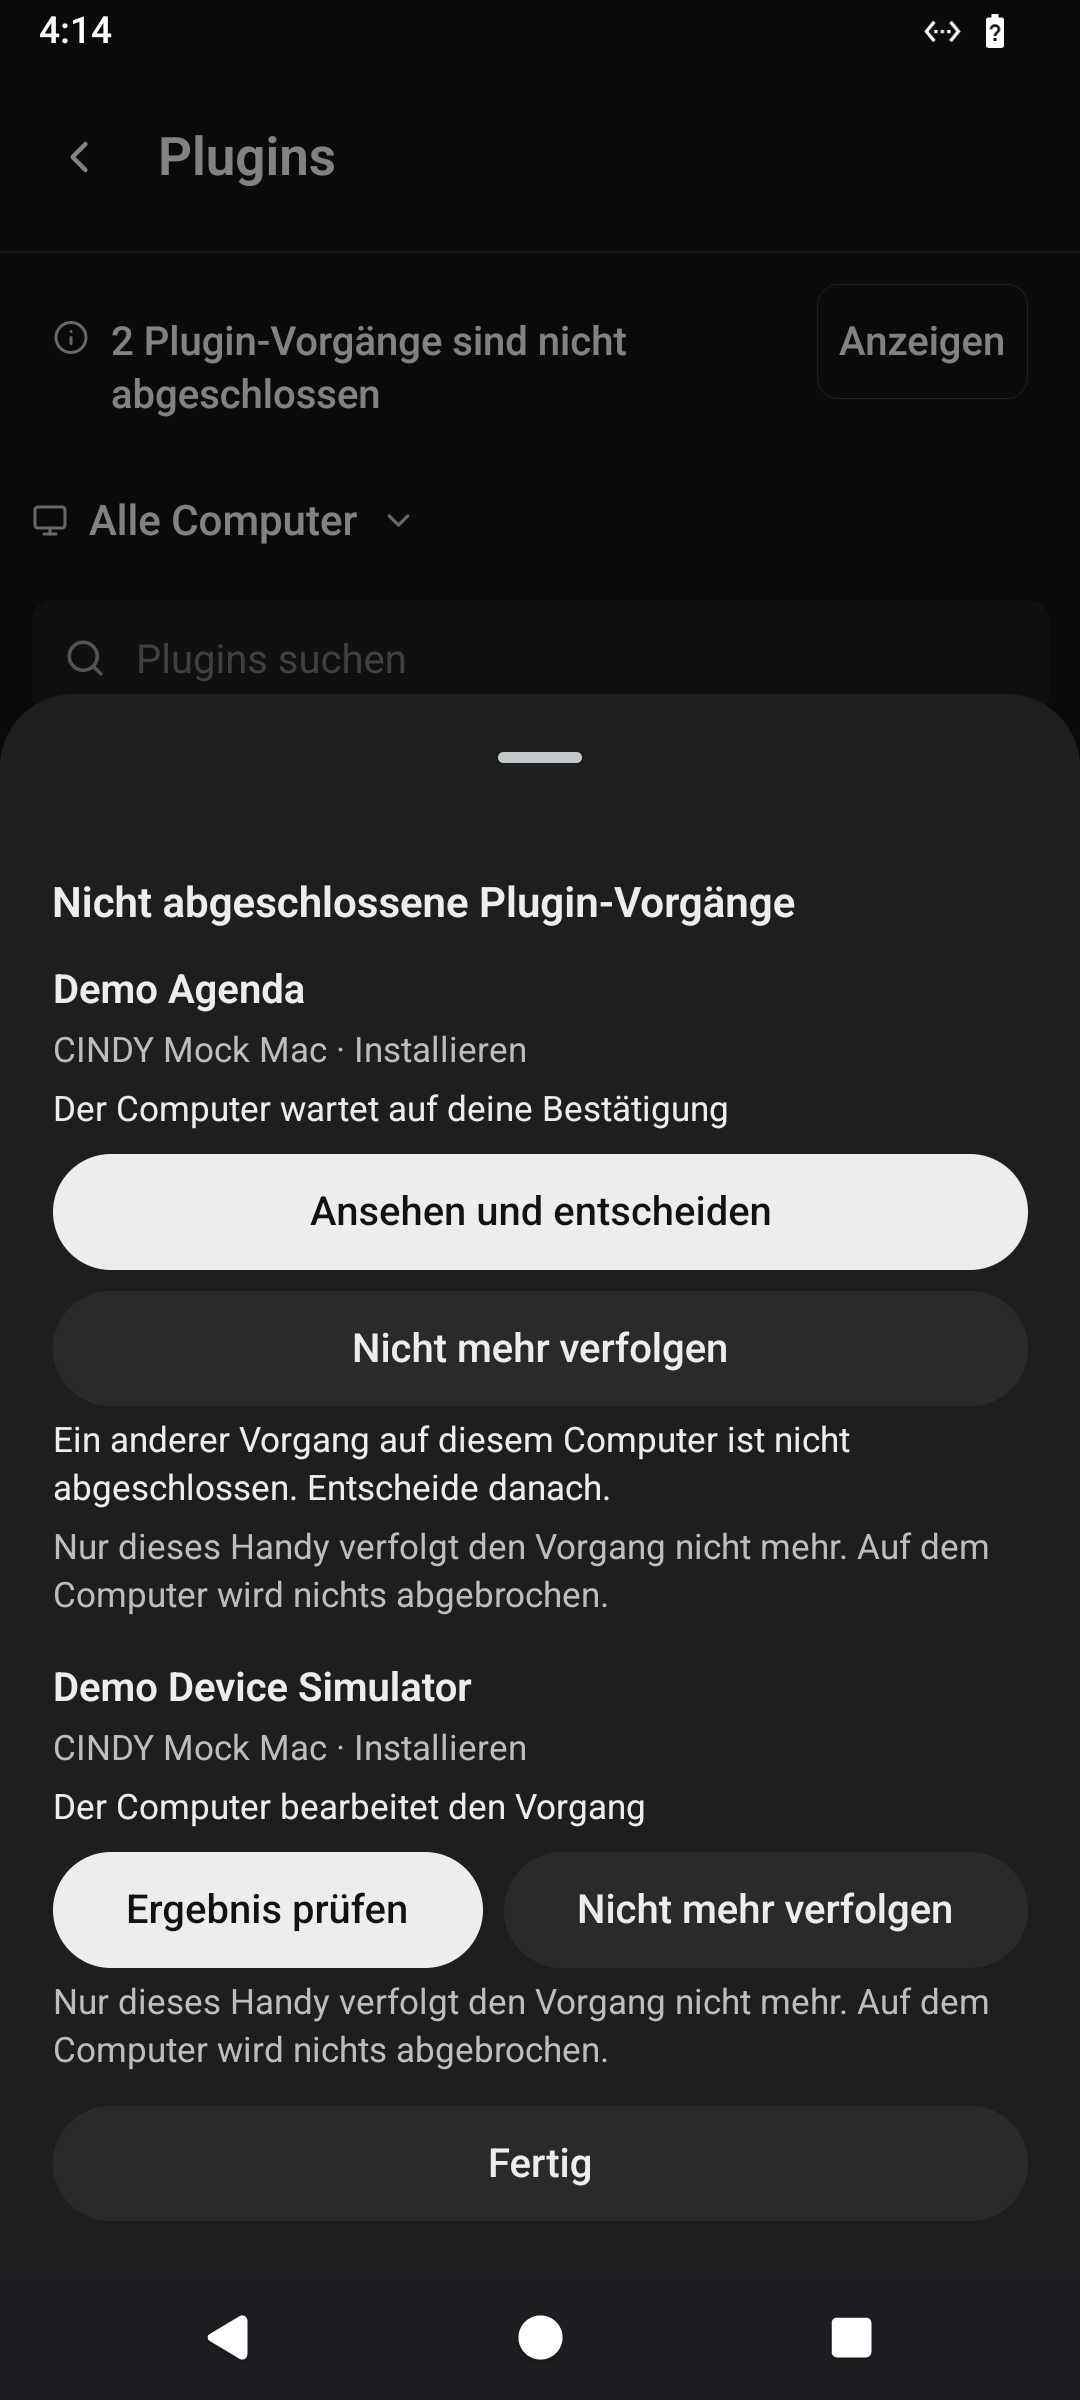 4:14
Plugins
2 Plugin-Vorgänge sind nicht
abgeschlossen
Anzeigen
Alle Computer
Plugins suchen
Nicht abgeschlossene Plugin-Vorgänge
Demo Agenda
CINDY Mock Mac · Installieren
Der Computer wartet auf deine Bestätigung
Ansehen und entscheiden
Nicht mehr verfolgen
Ein anderer Vorgang auf diesem Computer ist nicht
abgeschlossen. Entscheide danach.
Nur dieses Handy verfolgt den Vorgang nicht mehr. Auf dem
Computer wird nichts abgebrochen.
Demo Device Simulator
CINDY Mock Mac · Installieren
Der Computer bearbeitet den Vorgang
Ergebnis prüfen
Nicht mehr verfolgen
Nur dieses Handy verfolgt den Vorgang nicht mehr. Auf dem
Computer wird nichts abgebrochen.
Fertig